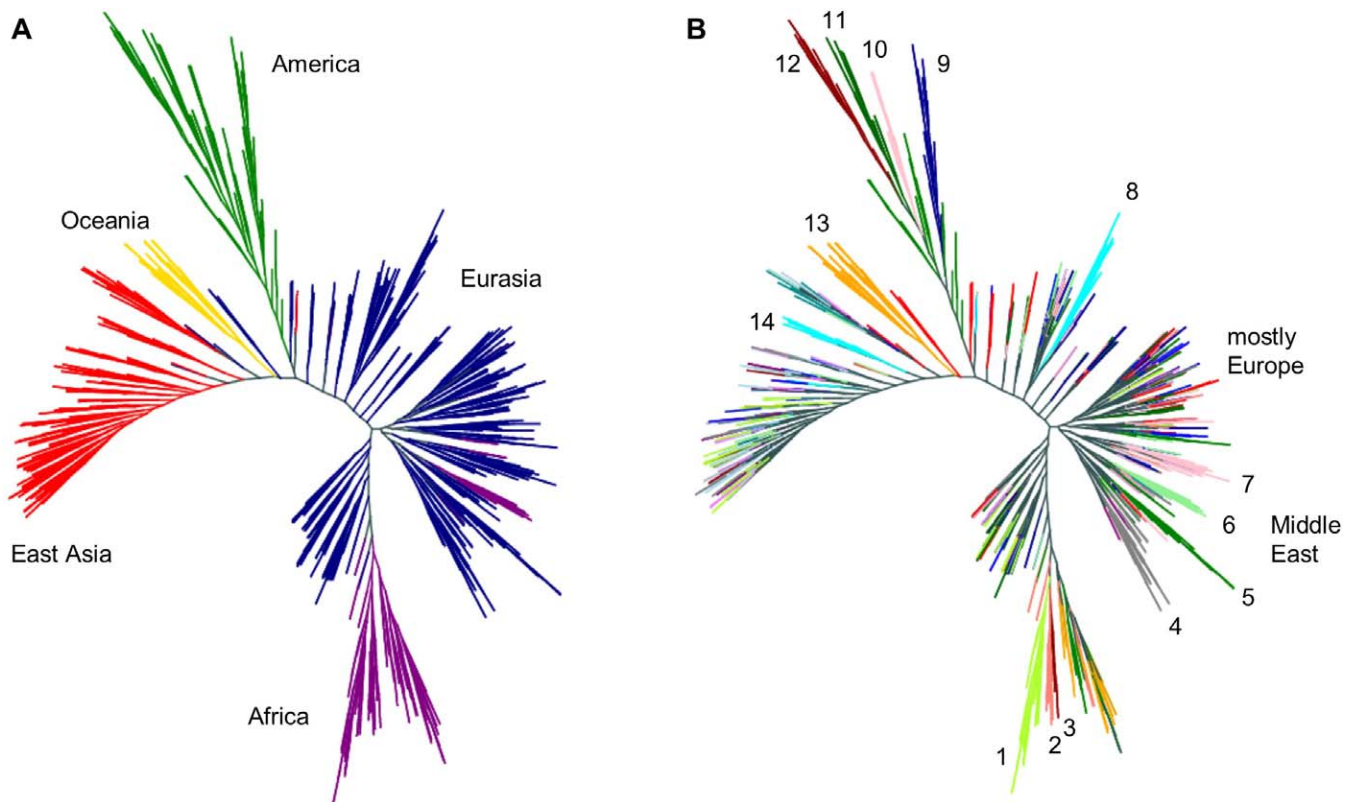 A
America
Oceania
Eurasia
East Asia
Africa
B
11
10
12
9
8
13
14
mostly
Europe
7
6
Middle
East
5
4
3
2
1